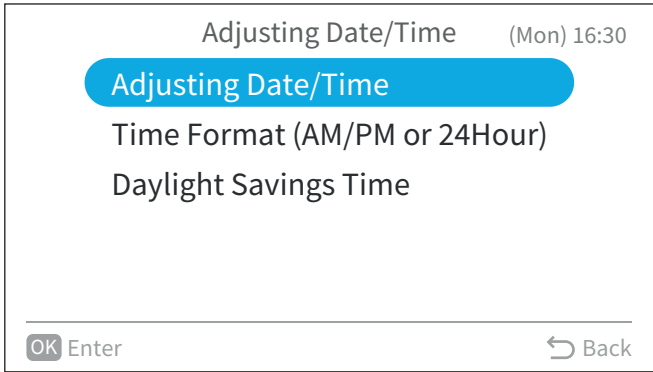 Adjusting Date/Time (Mon) 16:30
Adjusting Date/Time
Time Format (AM/PM or 24Hour)
Daylight Savings Time
OK Enter Back